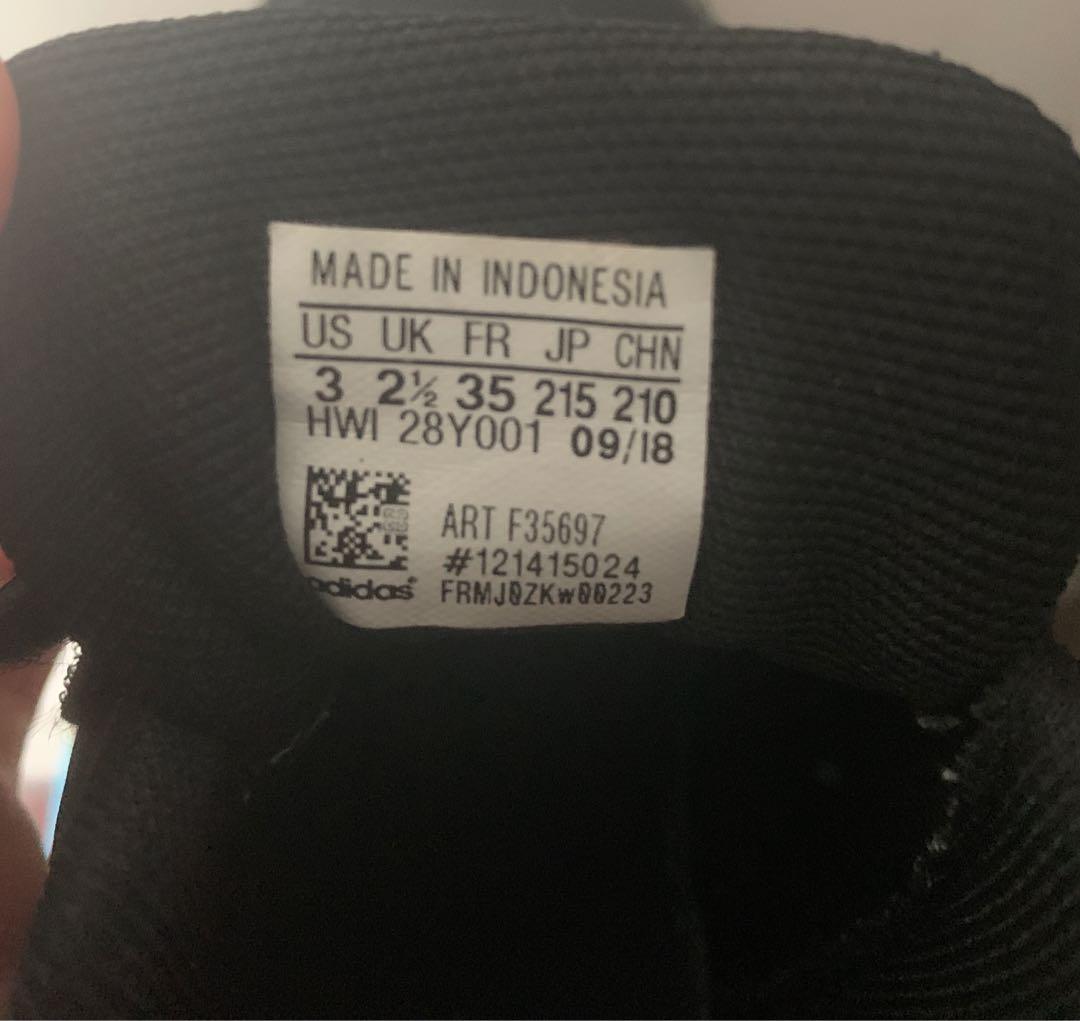 MADE IN INDONESIA
US UK FR JP CHN
3 2½ 35 215 210
HWI 28Y001 09/18
ART F35697
#121415024
adidas® FRMJ0ZKW00223